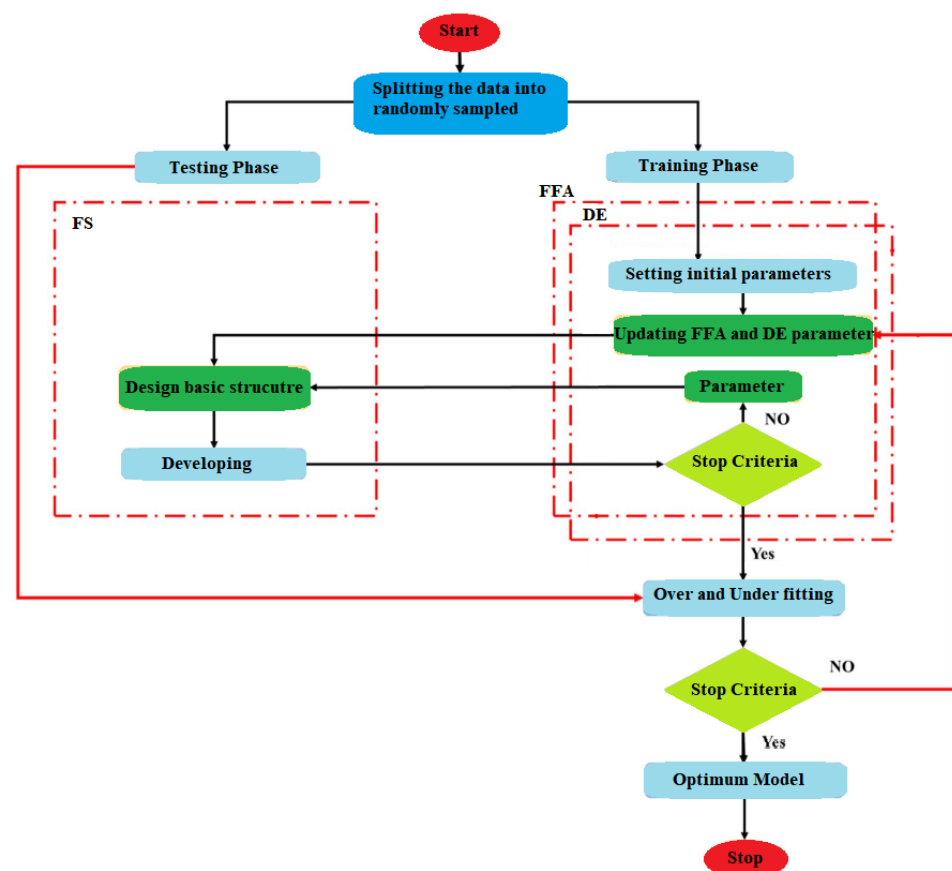 Start
Splitting the data into
randomly sampled
Testing Phase
Training Phase
FFA
DE
FS
Setting initial parameters
Updating FFA and DE parameter
Design basic strucutre
Parameter
NO
Developing
Stop Criteria
Yes
Over and Under fitting
NO
Stop Criteria
Yes
Optimum Model
Stop